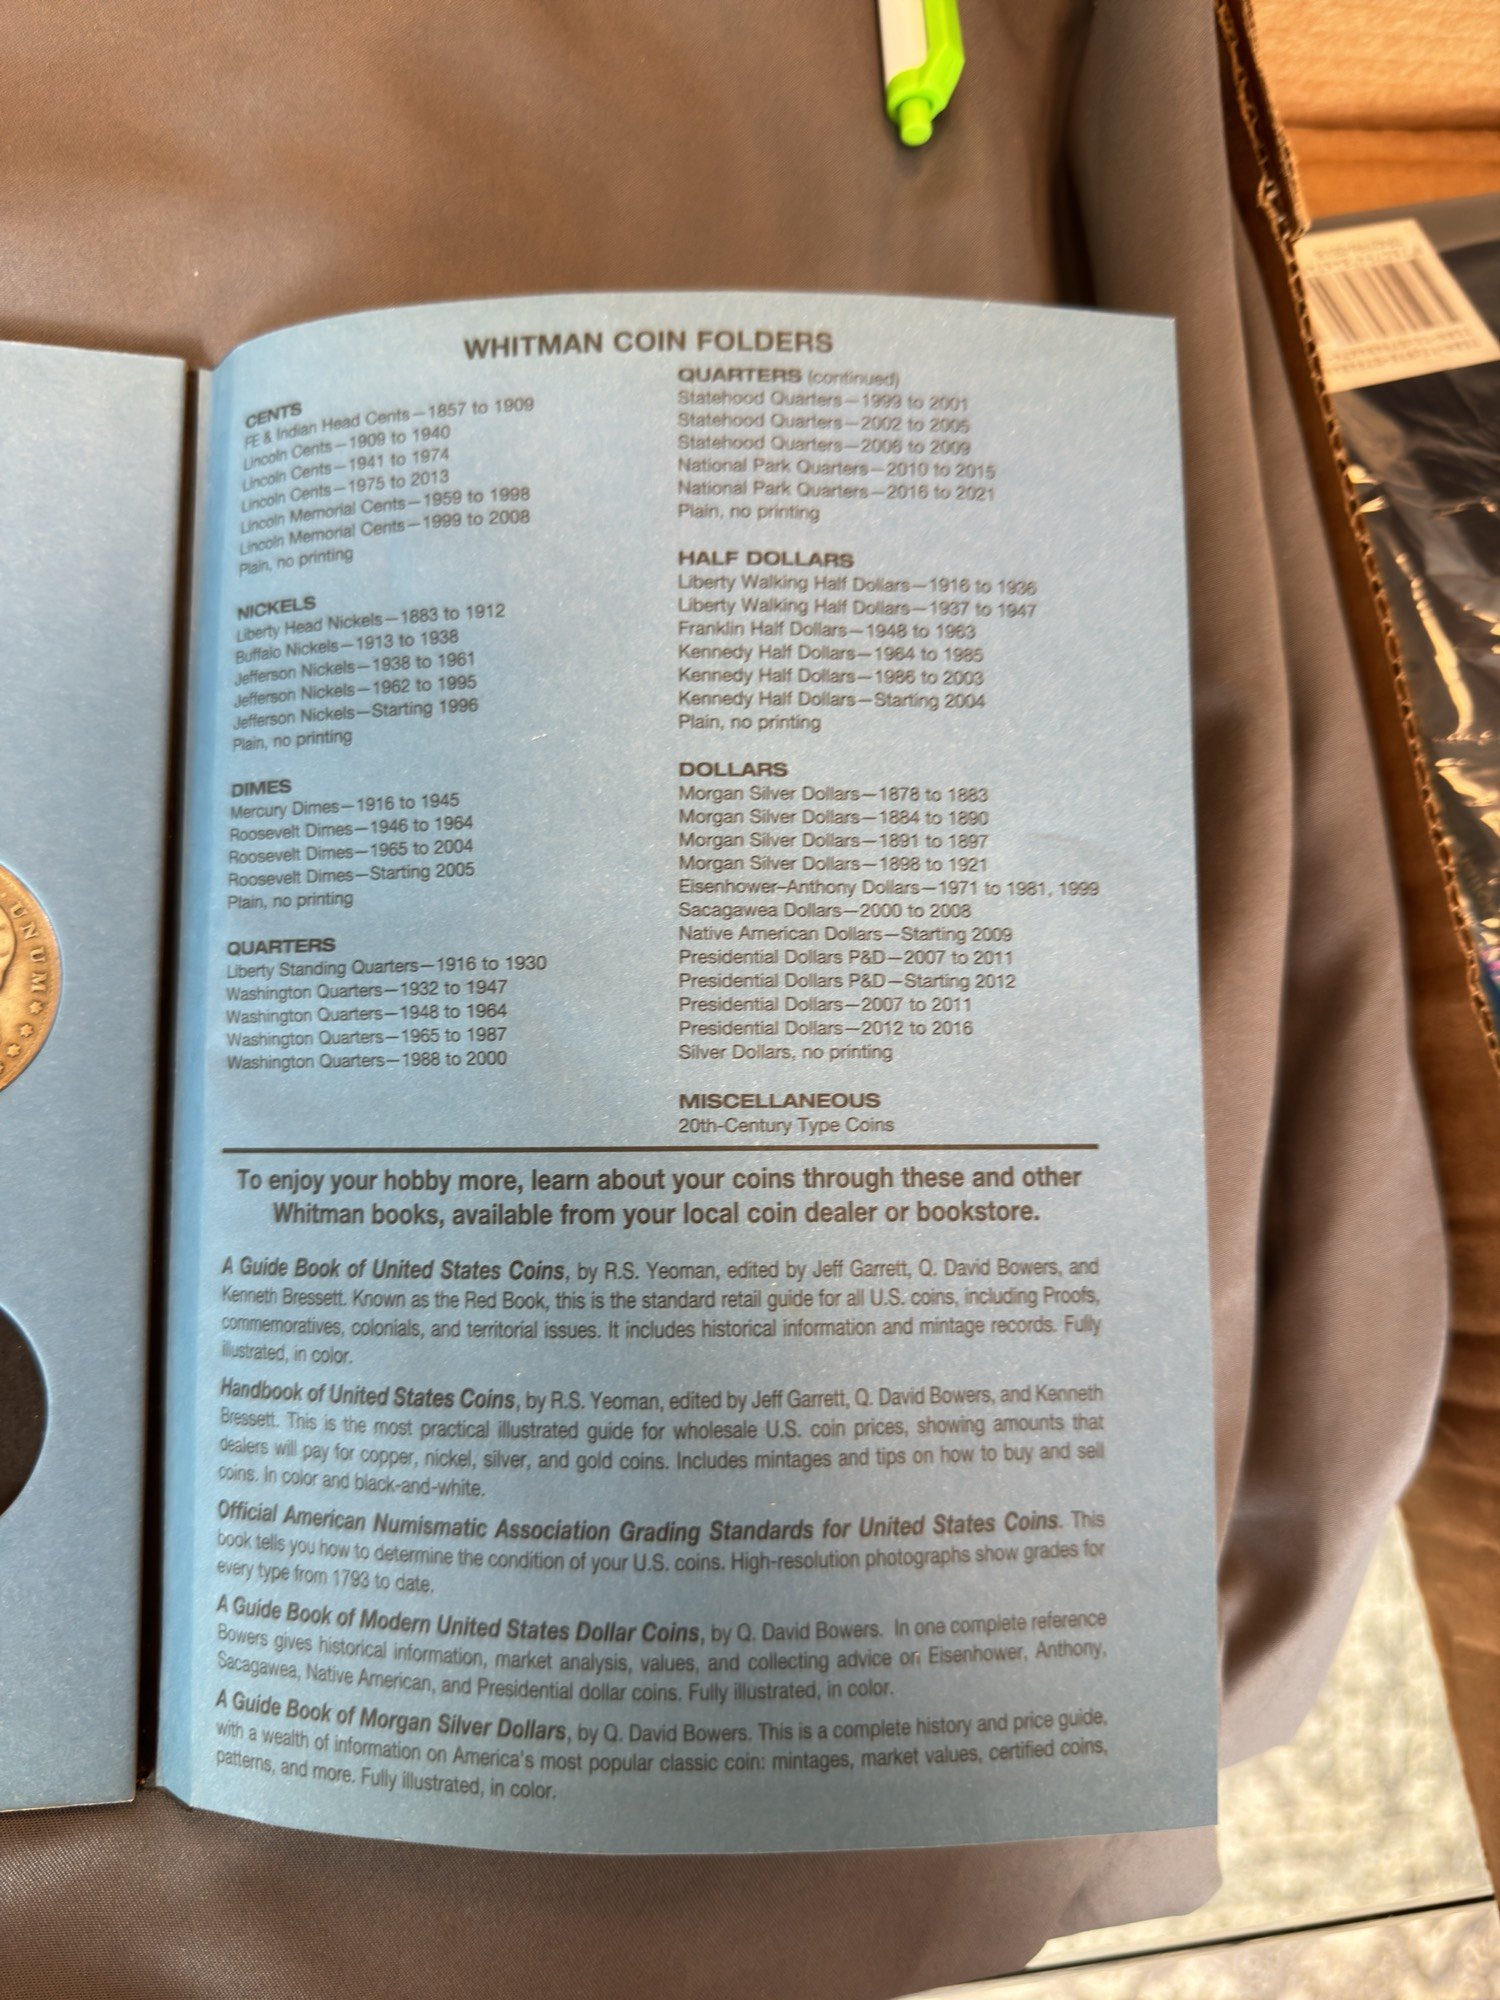 WHITMAN COIN FOLDERS
CENTS
FE & Indian Head Cents—1857 to 1909
Lincoln Cents—1909 to 1940
Lincoln Cents—1941 to 1974
Lincoln Cents—1975 to 2013
Lincoln Memorial Cents—1959 to 1998
Lincoln Memorial Cents—1999 to 2008
Plain, no printing
NICKELS
Liberty Head Nickels—1883 to 1912
Buffalo Nickels—1913 to 1938
Jefferson Nickels—1938 to 1961
Jefferson Nickels—1962 to 1995
Jefferson Nickels—Starting 1996
Plain, no printing
DIMES
Mercury Dimes—1916 to 1945
Roosevelt Dimes—1946 to 1964
Roosevelt Dimes—1965 to 2004
Roosevelt Dimes—Starting 2005
Plain, no printing
QUARTERS
Liberty Standing Quarters—1916 to 1930
Washington Quarters—1932 to 1947
Washington Quarters—1948 to 1964
Washington Quarters—1965 to 1987
Washington Quarters—1988 to 2000
QUARTERS (continued)
Statehood Quarters—1999 to 2001
Statehood Quarters—2002 to 2005
Statehood Quarters—2006 to 2009
National Park Quarters—2010 to 2015
National Park Quarters—2016 to 2021
Plain, no printing
HALF DOLLARS
Liberty Walking Half Dollars—1916 to 1936
Liberty Walking Half Dollars—1937 to 1947
Franklin Half Dollars—1948 to 1963
Kennedy Half Dollars—1964 to 1985
Kennedy Half Dollars—1986 to 2003
Kennedy Half Dollars—Starting 2004
Plain, no printing
DOLLARS
Morgan Silver Dollars—1878 to 1883
Morgan Silver Dollars—1884 to 1890
Morgan Silver Dollars—1891 to 1897
Morgan Silver Dollars—1898 to 1921
Eisenhower–Anthony Dollars—1971 to 1981, 1999
Sacagawea Dollars—2000 to 2008
Native American Dollars—Starting 2009
Presidential Dollars P&D—2007 to 2011
Presidential Dollars P&D—Starting 2012
Presidential Dollars—2007 to 2011
Presidential Dollars—2012 to 2016
Silver Dollars, no printing
MISCELLANEOUS
20th-Century Type Coins
To enjoy your hobby more, learn about your coins through these and other
Whitman books, available from your local coin dealer or bookstore.
A Guide Book of United States Coins, by R.S. Yeoman, edited by Jeff Garrett, Q. David Bowers, and
Kenneth Bressett. Known as the Red Book, this is the standard retail guide for all U.S. coins, including Proofs,
commemoratives, colonials, and territorial issues. It includes historical information and mintage records. Fully
illustrated, in color.
Handbook of United States Coins, by R.S. Yeoman, edited by Jeff Garrett, Q. David Bowers, and Kenneth
Bressett. This is the most practical illustrated guide for wholesale U.S. coin prices, showing amounts that
dealers will pay for copper, nickel, silver, and gold coins. Includes mintages and tips on how to buy and sell
coins. In color and black-and-white.
Official American Numismatic Association Grading Standards for United States Coins. This
book tells you how to determine the condition of your U.S. coins. High-resolution photographs show grades for
every type from 1793 to date.
A Guide Book of Modern United States Dollar Coins, by Q. David Bowers. In one complete reference
Bowers gives historical information, market analysis, values, and collecting advice on Eisenhower, Anthony,
Sacagawea, Native American, and Presidential dollar coins. Fully illustrated, in color.
A Guide Book of Morgan Silver Dollars, by Q. David Bowers. This is a complete history and price guide,
with a wealth of information on America's most popular classic coin: mintages, market values, certified coins,
patterns, and more. Fully illustrated, in color.
UNUM